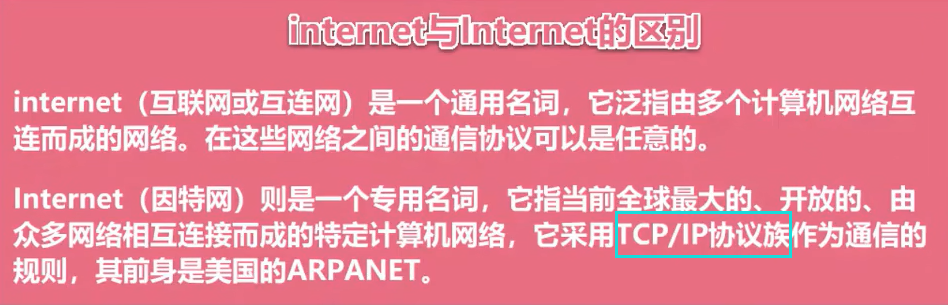 internet与Internet的区别
internet（互联网或互连网）是一个通用名词，它泛指由多个计算机网络互
连而成的网络。在这些网络之间的通信协议可以是任意的。
Internet（因特网）则是一个专用名词，它指当前全球最大的、开放的、由
众多网络相互连接而成的特定计算机网络，它采用TCP/IP协议族作为通信的
规则，其前身是美国的ARPANET。